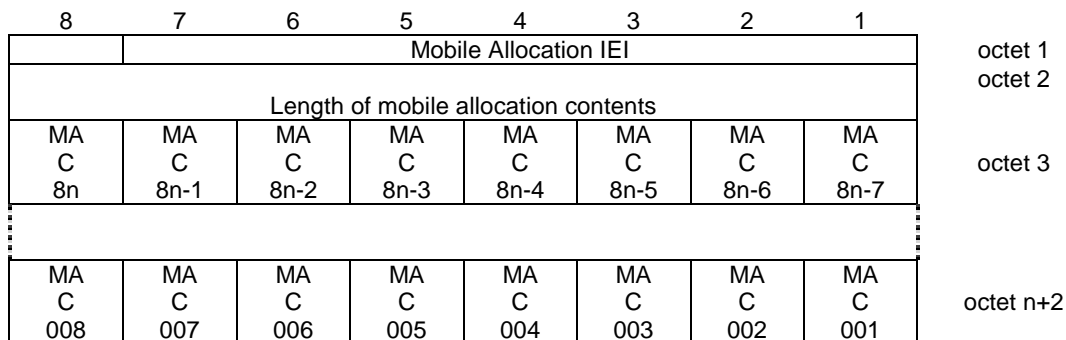 8 7 6 5 4 3 2 1
Mobile Allocation IEI octet 1
octet 2
Length of mobile allocation contents
MA MA MA MA MA MA MA MA
C C C C C C C C octet 3
8n 8n-1 8n-2 8n-3 8n-4 8n-5 8n-6 8n-7
MA MA MA MA MA MA MA MA
C C C C C C C C octet n+2
008 007 006 005 004 003 002 001